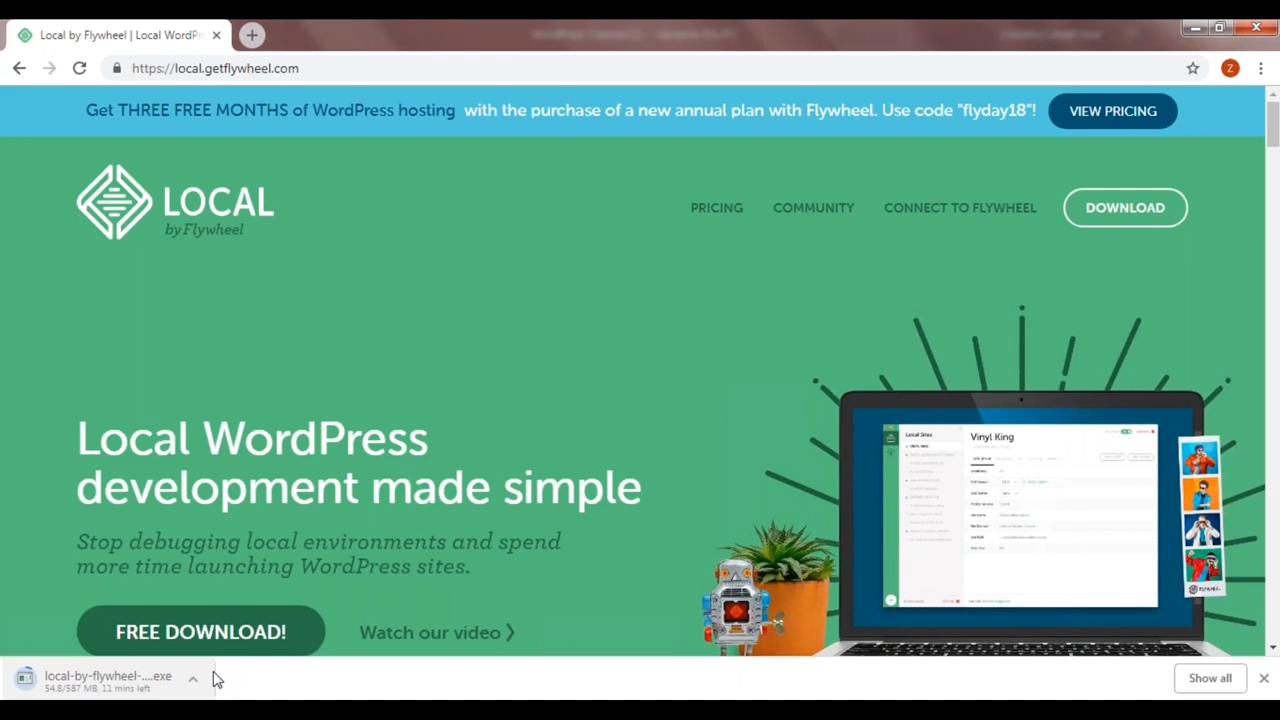 Local by Flywheel | Local WordPr
Z
https://local.getflywheel.com
Get THREE FREE MONTHS of WordPress hosting with the purchase of a new annual plan with Flywheel. Use code "flyday18"!
VIEW PRICING
LOCAL
by Flywheel
PRICING
COMMUNITY
CONNECT TO FLYWHEEL
DOWNLOAD
Local WordPress
development made simple
Stop debugging local environments and spend
more time launching WordPress sites.
FREE DOWNLOAD!
Watch our video ❭
Local Sites
Vinyl King
FLYWHEEL
local-by-flywheel-....exe
54.8/587 MB, 11 mins left
Show all